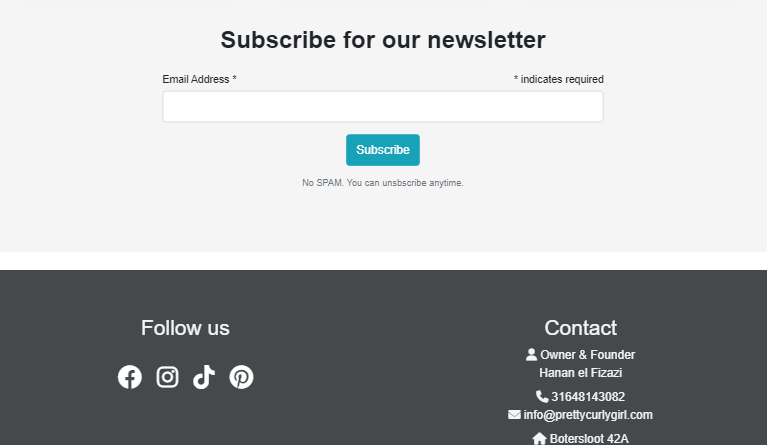 Subscribe for our newsletter
Email Address * * indicates required
Subscribe
No SPAM. You can unsbscribe anytime.
Follow us
Contact
Owner & Founder
Hanan el Fizazi
31648143082
info@prettycurlygirl.com
Botersloot 42A